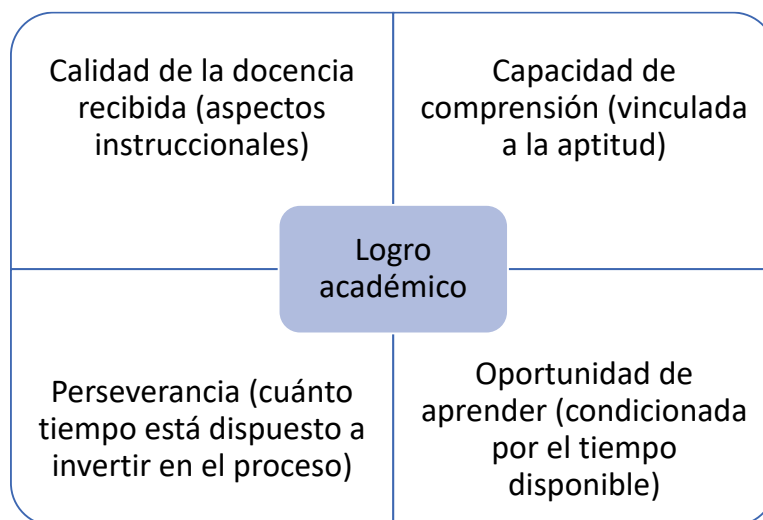 Calidad de la docencia
recibida (aspectos
instruccionales)
Capacidad de
comprensión (vinculada
a la aptitud)
Logro
académico
Perseverancia (cuánto
tiempo está dispuesto a
invertir en el proceso)
Oportunidad de
aprender (condicionada
por el tiempo
disponible)